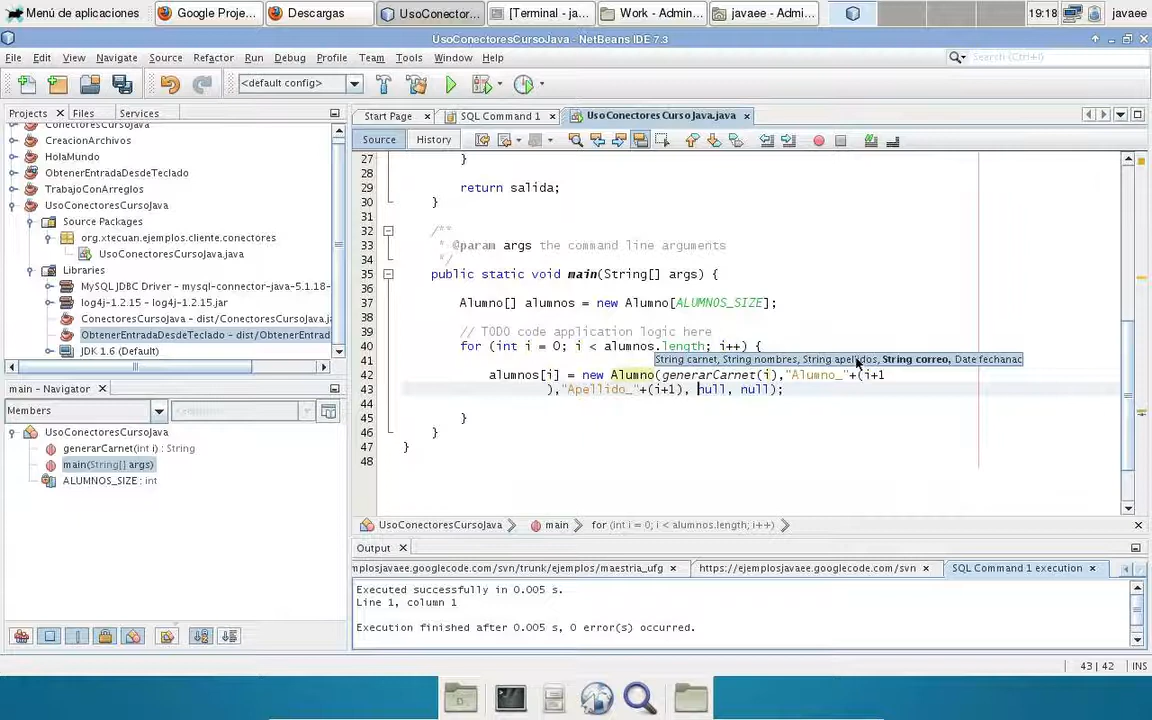 Menú de aplicaciones
Google Proje...
Descargas
UsoConector...
[Terminal - ja...
Work - Admin...
javaee - Admi...
19:18
javaee
UsoConectoresCursoJava - NetBeans IDE 7.3
File Edit View Navigate Source Refactor Run Debug Profile Team Tools Window Help
Search (Ctrl+I)
<default config>
Projects Files Services
Start Page
SQL Command 1
UsoConectoresCursoJava.java
Source History
ConectoresCursoJava
CreacionArchivos
HolaMundo
ObtenerEntradaDesdeTeclado
TrabajoConArreglos
UsoConectoresCursoJava
Source Packages
org.xtecuan.ejemplos.cliente.conectores
UsoConectoresCursoJava.java
Libraries
MySQL JDBC Driver - mysql-connector-java-5.1.18-
log4j-1.2.15 - log4j-1.2.15.jar
ConectoresCursoJava - dist/ConectoresCursoJava.j
ObtenerEntradaDesdeTeclado - dist/ObtenerEntrad
JDK 1.6 (Default)
27 }
28
29 return salida;
30 }
31
32 /**
33 * @param args the command line arguments
34 */
35 public static void main(String[] args) {
36
37 Alumno[] alumnos = new Alumno[ALUMNOS_SIZE];
38
39 // TODO code application logic here
40 for (int i = 0; i < alumnos.length; i++) {
String carnet, String nombres, String apellidos, String correo, Date fechanac
41
42 alumnos[i] = new Alumno(generarCarnet(i),"Alumno_"+(i+1
43 ),"Apellido_"+(i+1), null, null);
44
45 }
46 }
47 }
48
main - Navigator
Members
<empty>
UsoConectoresCursoJava
generarCarnet(int i) : String
main(String[] args)
ALUMNOS_SIZE : int
UsoConectoresCursoJava main for (int i = 0; i < alumnos.length; i++)
Output
mplosjavaee.googlecode.com/svn/trunk/ejemplos/maestria_ufg
https://ejemplosjavaee.googlecode.com/svn
SQL Command 1 execution
Executed successfully in 0.005 s.
Line 1, column 1
Execution finished after 0.005 s, 0 error(s) occurred.
43 | 42 INS